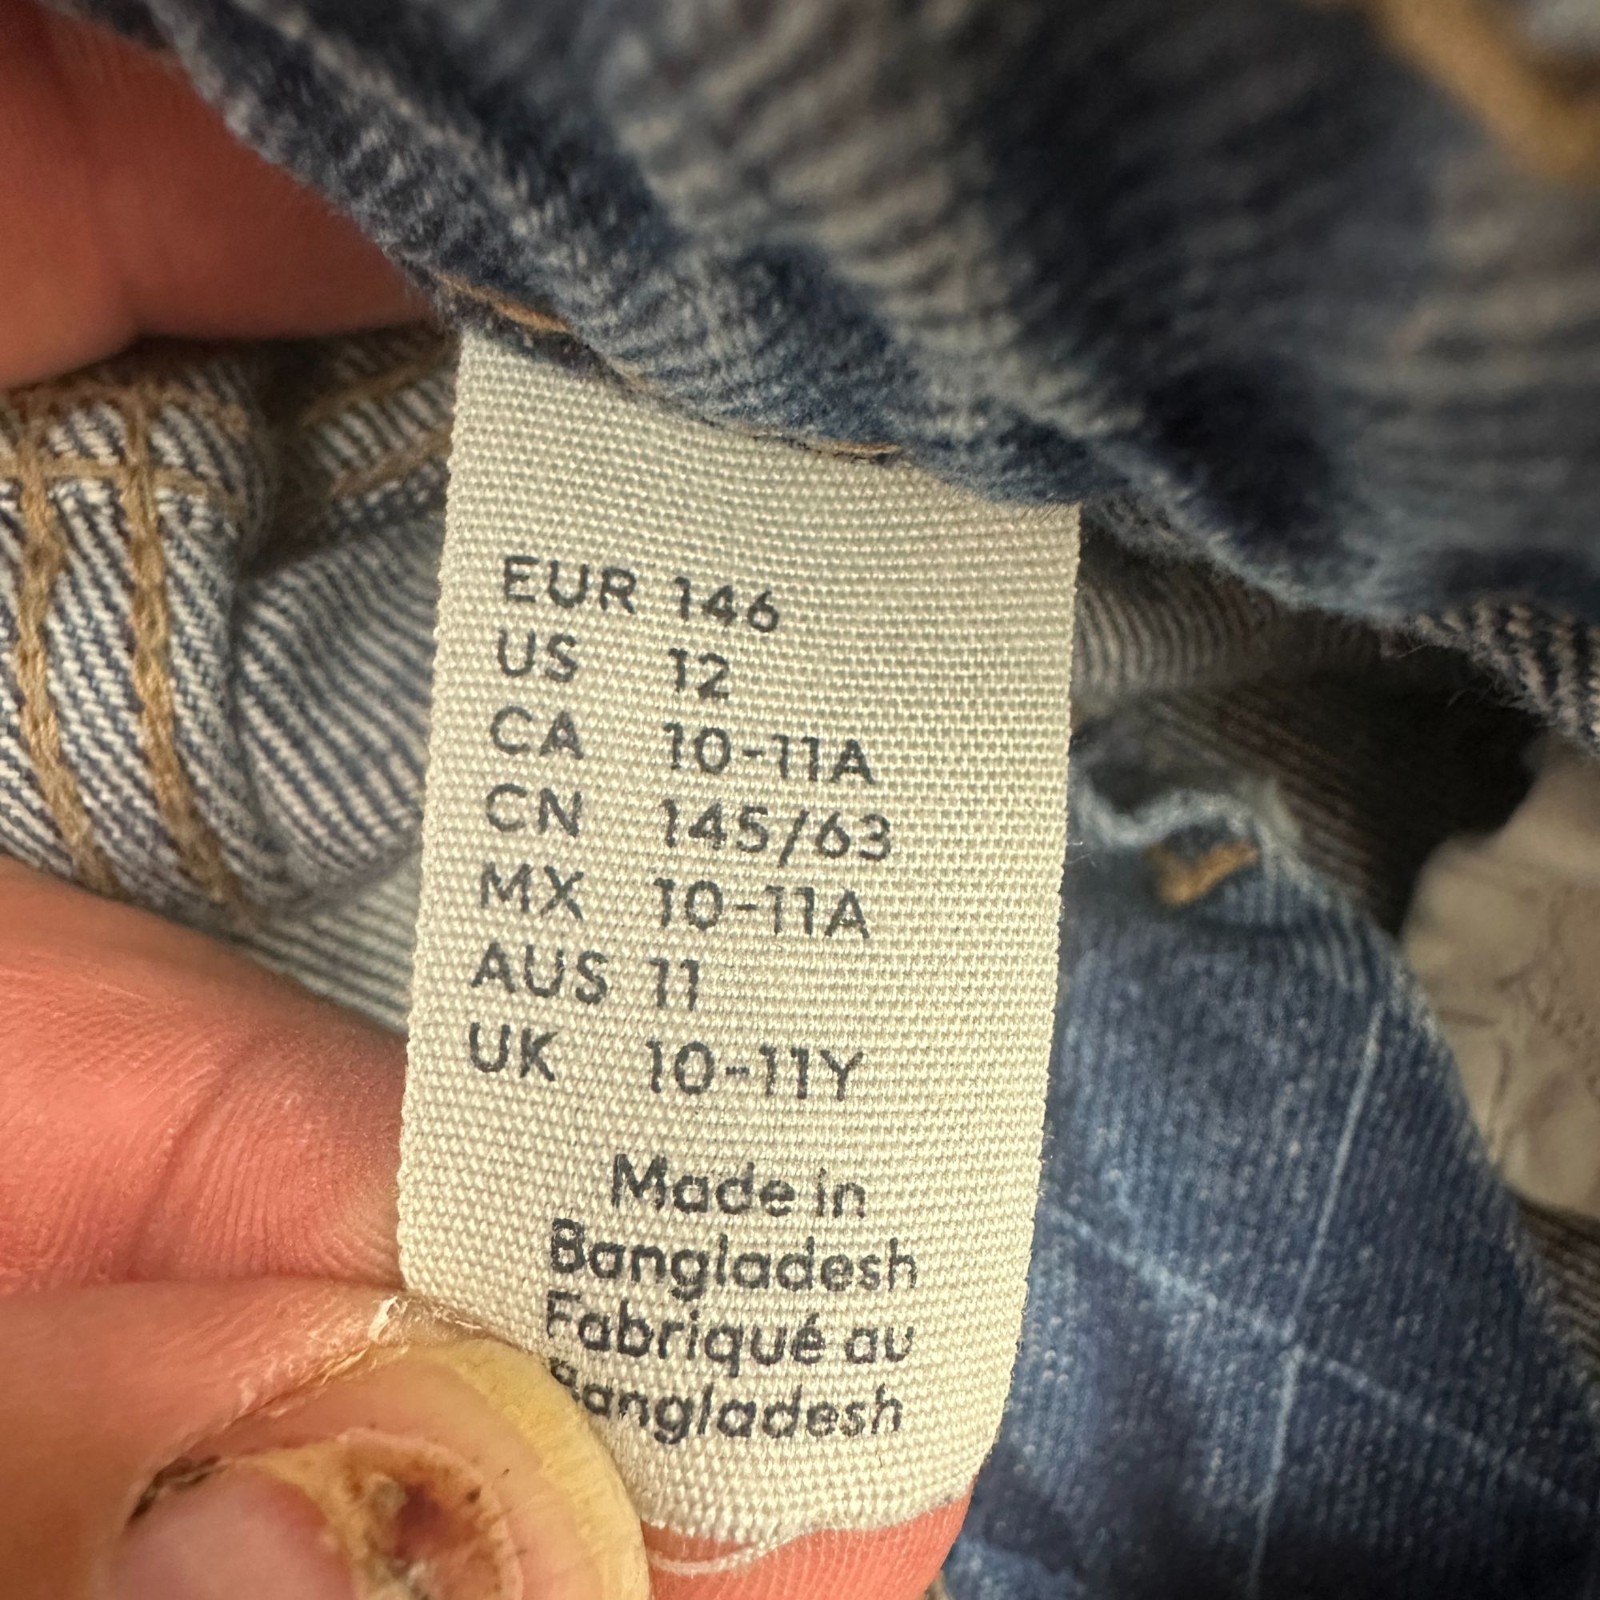 EUR 146
US 12
CA 10-11A
CN 145/63
MX 10-11A
AUS 11
UK 10-11Y
Made in
Bangladesh
Fabriqué au
Bangladesh